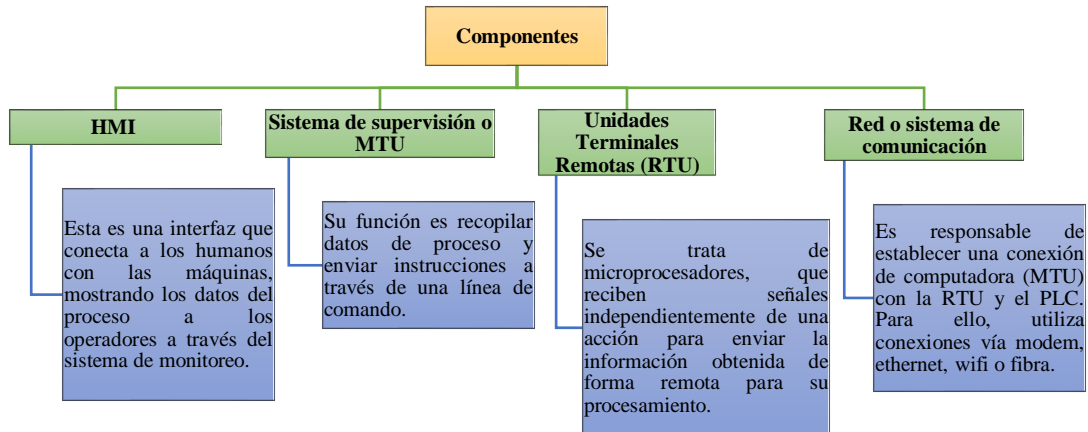 Componentes
HMI
Esta es una interfaz que
conecta a los humanos
con las máquinas,
mostrando los datos del
proceso a los
operadores a través del
sistema de monitoreo.
Sistema de supervisión o
MTU
Su función es recopilar
datos de proceso y
enviar instrucciones a
través de una línea de
comando.
Unidades
Terminales
Remotas (RTU)
Se trata de
microprocesadores, que
reciben señales
independientemente de una
acción para enviar la
información obtenida de
forma remota para su
procesamiento.
Red o sistema de
comunicación
Es responsable de
establecer una conexión
de computadora (MTU)
con la RTU y el PLC.
Para ello, utiliza
conexiones vía modem,
ethernet, wifi o fibra.